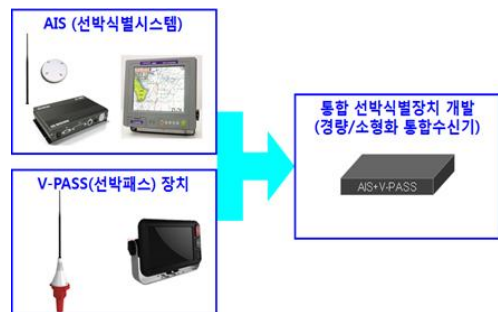 AIS (선박식별시스템)
V-PASS(선박패스) 장치
통합 선박식별장치 개발
(경량/소형화 통합수신기)
AIS+V-PASS